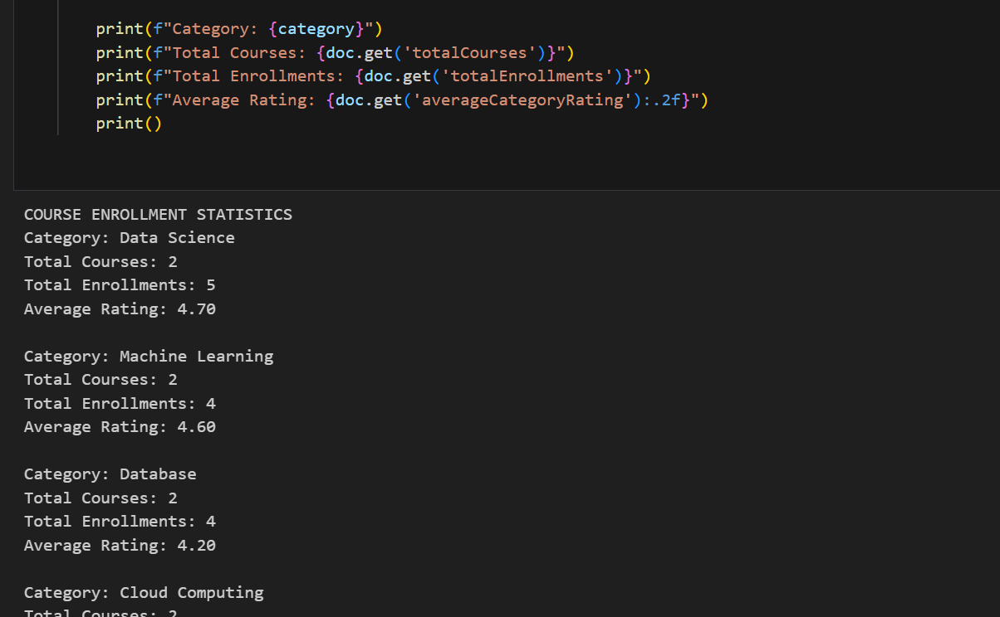 print(f"Category: {category}")
print(f"Total Courses: {doc.get('totalCourses')}")
print(f"Total Enrollments: {doc.get('totalEnrollments')}")
print(f"Average Rating: {doc.get('averageCategoryRating'):.2f}")
print()
COURSE ENROLLMENT STATISTICS
Category: Data Science
Total Courses: 2
Total Enrollments: 5
Average Rating: 4.70
Category: Machine Learning
Total Courses: 2
Total Enrollments: 4
Average Rating: 4.60
Category: Database
Total Courses: 2
Total Enrollments: 4
Average Rating: 4.20
Category: Cloud Computing
Total Courses: 2